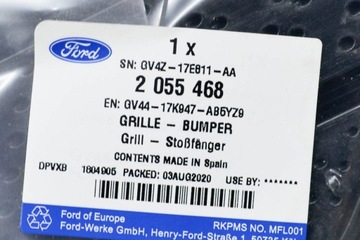 Ford
1 x
SN: GV4Z-17E811-AA
2 055 468
EN: GV44-17K947-AB5YZ9
GRILLE - BUMPER
Grill - Stoßfänger
CONTENTS MADE IN Spain
DPVXB 1604905 PACKED: 03AUG2020 USE BY: *******
RKPMS NO. MFL001
Ford of Europe
Ford-Werke GmbH, Henry-Ford-Straße 1,